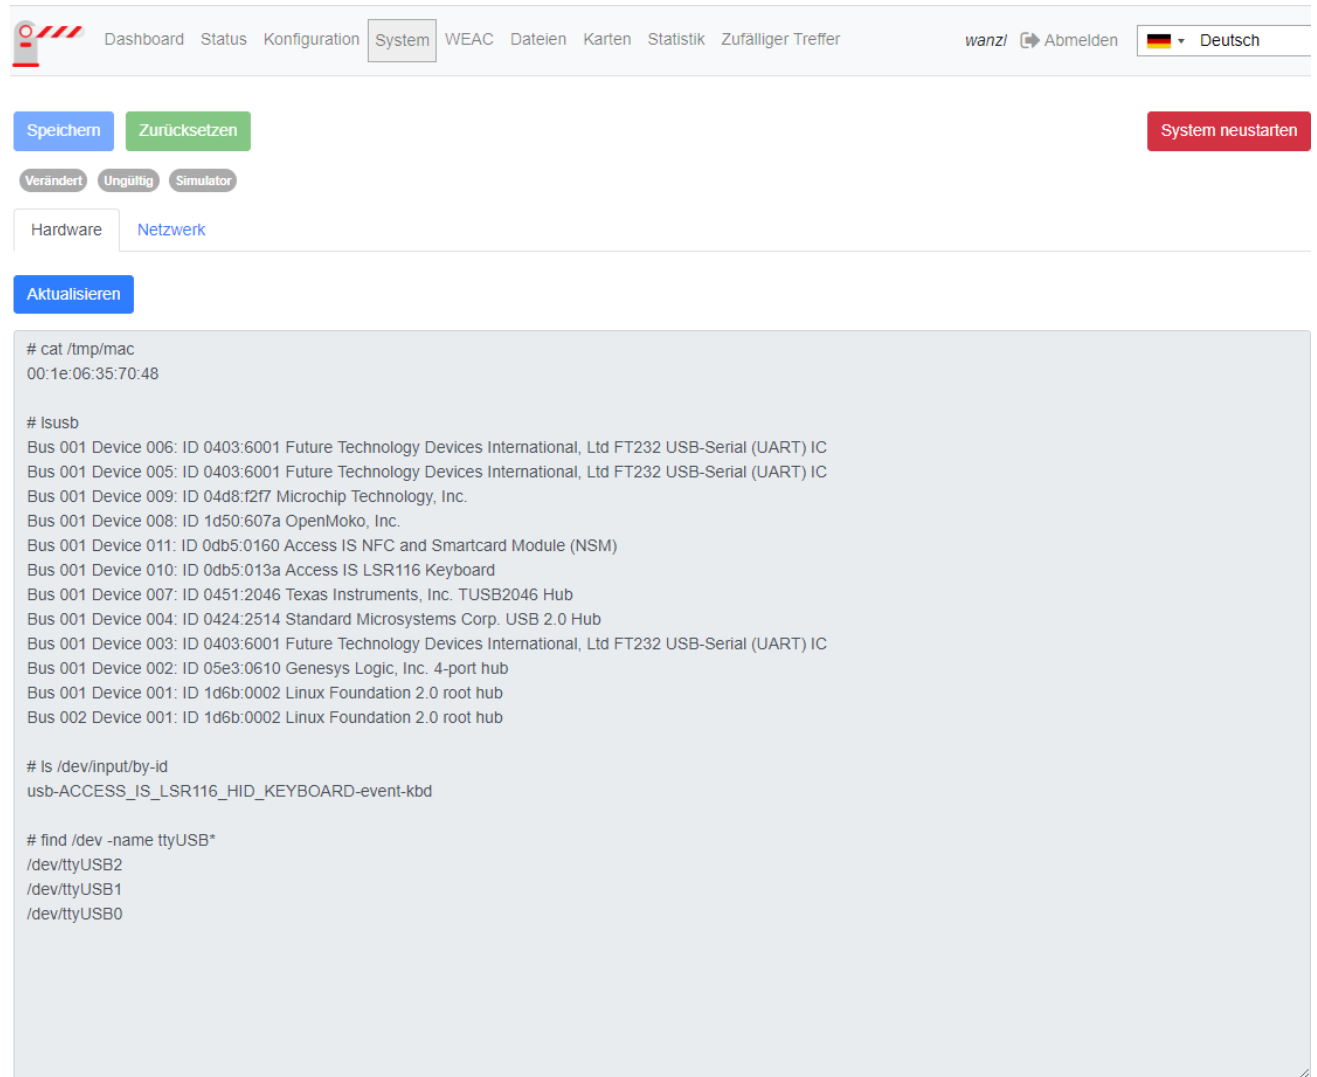 Dashboard Status Konfiguration System WEAC Dateien Karten Statistik Zufälliger Treffer wanzl Abmelden Deutsch
Speichern Zurücksetzen System neustarten
Verändert Ungültig Simulator
Hardware Netzwerk
Aktualisieren
# cat /tmp/mac
00:1e:06:35:70:48
# lsusb
Bus 001 Device 006: ID 0403:6001 Future Technology Devices International, Ltd FT232 USB-Serial (UART) IC
Bus 001 Device 005: ID 0403:6001 Future Technology Devices International, Ltd FT232 USB-Serial (UART) IC
Bus 001 Device 009: ID 04d8:f2f7 Microchip Technology, Inc.
Bus 001 Device 008: ID 1d50:607a OpenMoko, Inc.
Bus 001 Device 011: ID 0db5:0160 Access IS NFC and Smartcard Module (NSM)
Bus 001 Device 010: ID 0db5:013a Access IS LSR116 Keyboard
Bus 001 Device 007: ID 0451:2046 Texas Instruments, Inc. TUSB2046 Hub
Bus 001 Device 004: ID 0424:2514 Standard Microsystems Corp. USB 2.0 Hub
Bus 001 Device 003: ID 0403:6001 Future Technology Devices International, Ltd FT232 USB-Serial (UART) IC
Bus 001 Device 002: ID 05e3:0610 Genesys Logic, Inc. 4-port hub
Bus 001 Device 001: ID 1d6b:0002 Linux Foundation 2.0 root hub
Bus 002 Device 001: ID 1d6b:0002 Linux Foundation 2.0 root hub
# ls /dev/input/by-id
usb-ACCESS_IS_LSR116_HID_KEYBOARD-event-kbd
# find /dev -name ttyUSB*
/dev/ttyUSB2
/dev/ttyUSB1
/dev/ttyUSB0